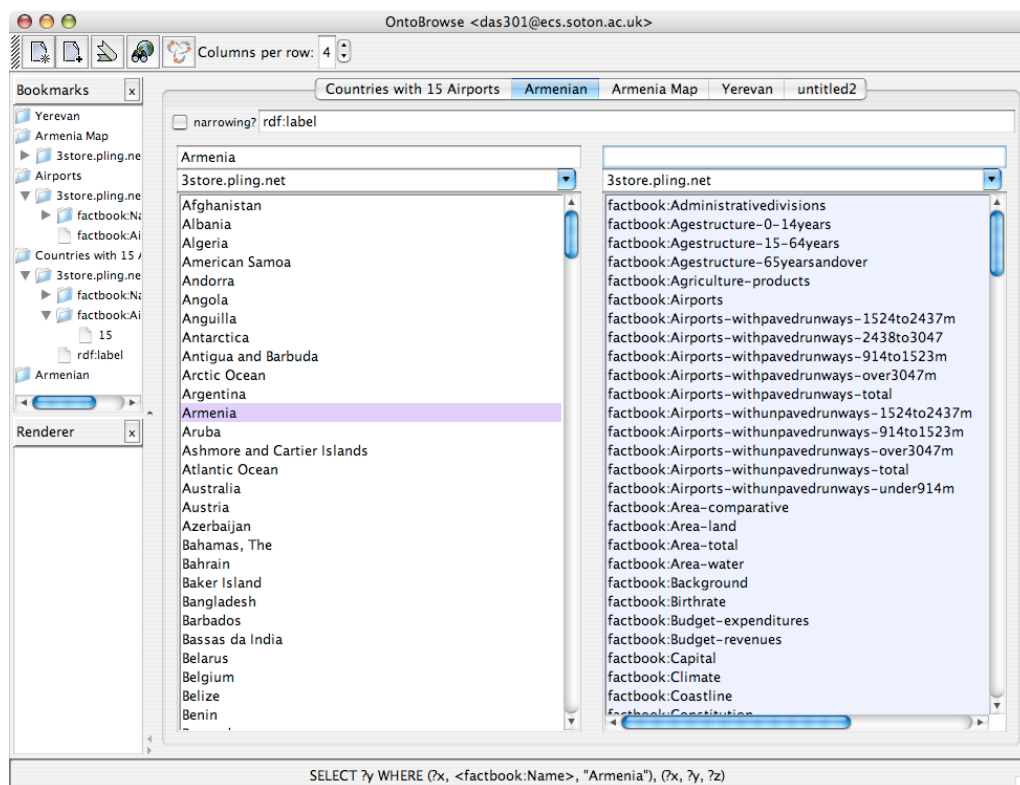 OntoBrowse <das301@ecs.soton.ac.uk>
Columns per row: 4
Bookmarks x
Yerevan
Armenia Map
3store.pling.ne
Airports
3store.pling.ne
factbook:Na
factbook:Ai
Countries with 15 A
3store.pling.ne
factbook:Na
factbook:Ai
15
rdf:label
Armenian
Renderer x
Countries with 15 Airports Armenian Armenia Map Yerevan untitled2
narrowing? rdf:label
Armenia
3store.pling.net
Afghanistan
Albania
Algeria
American Samoa
Andorra
Angola
Anguilla
Antarctica
Antigua and Barbuda
Arctic Ocean
Argentina
Armenia
Aruba
Ashmore and Cartier Islands
Atlantic Ocean
Australia
Austria
Azerbaijan
Bahamas, The
Bahrain
Baker Island
Bangladesh
Barbados
Bassas da India
Belarus
Belgium
Belize
Benin
3store.pling.net
factbook:Administrativedivisions
factbook:Agestructure-0-14years
factbook:Agestructure-15-64years
factbook:Agestructure-65yearsandover
factbook:Agriculture-products
factbook:Airports
factbook:Airports-withpavedrunways-1524to2437m
factbook:Airports-withpavedrunways-2438to3047
factbook:Airports-withpavedrunways-914to1523m
factbook:Airports-withpavedrunways-over3047m
factbook:Airports-withpavedrunways-total
factbook:Airports-withunpavedrunways-1524to2437m
factbook:Airports-withunpavedrunways-914to1523m
factbook:Airports-withunpavedrunways-over3047m
factbook:Airports-withunpavedrunways-total
factbook:Airports-withunpavedrunways-under914m
factbook:Area-comparative
factbook:Area-land
factbook:Area-total
factbook:Area-water
factbook:Background
factbook:Birthrate
factbook:Budget-expenditures
factbook:Budget-revenues
factbook:Capital
factbook:Climate
factbook:Coastline
factbook:Constitution
SELECT ?y WHERE (?x, <factbook:Name>, "Armenia"), (?x, ?y, ?z)